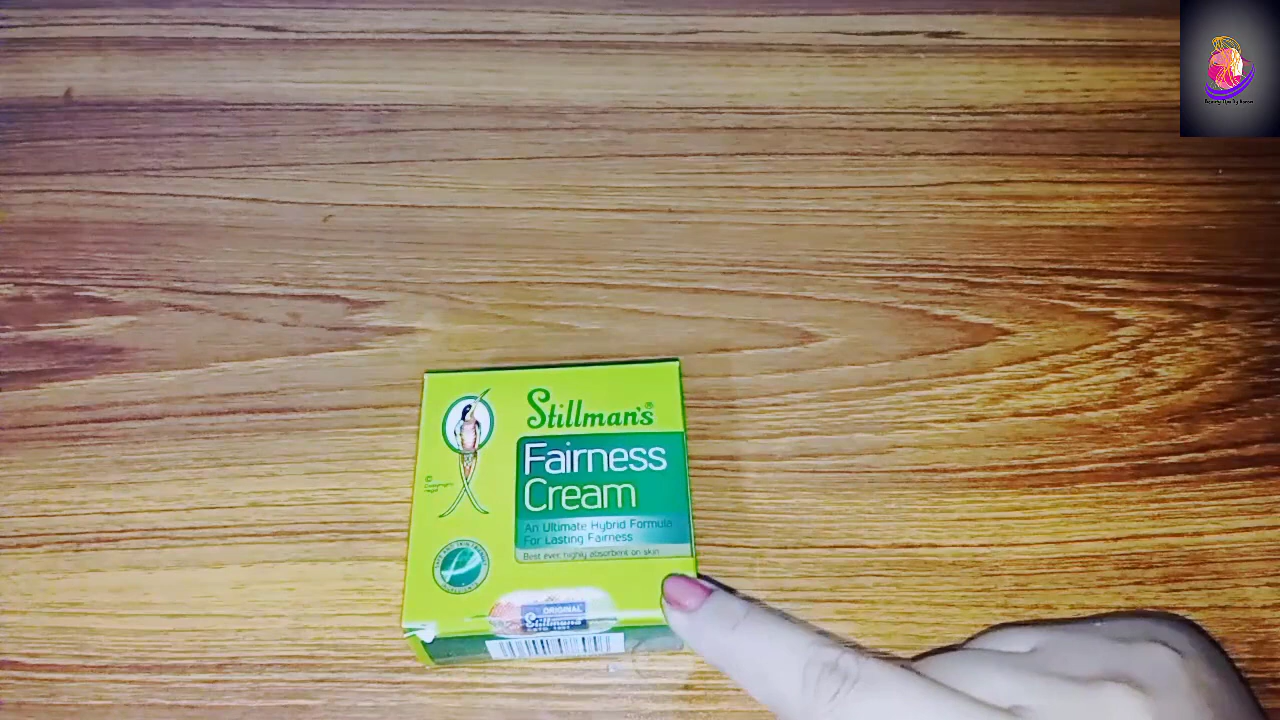 Stillman's®
Fairness
Cream
An Ultimate Hybrid Formula
For Lasting Fairness
Best ever highly absorbent on skin
©
ORIGINAL
Stillman's